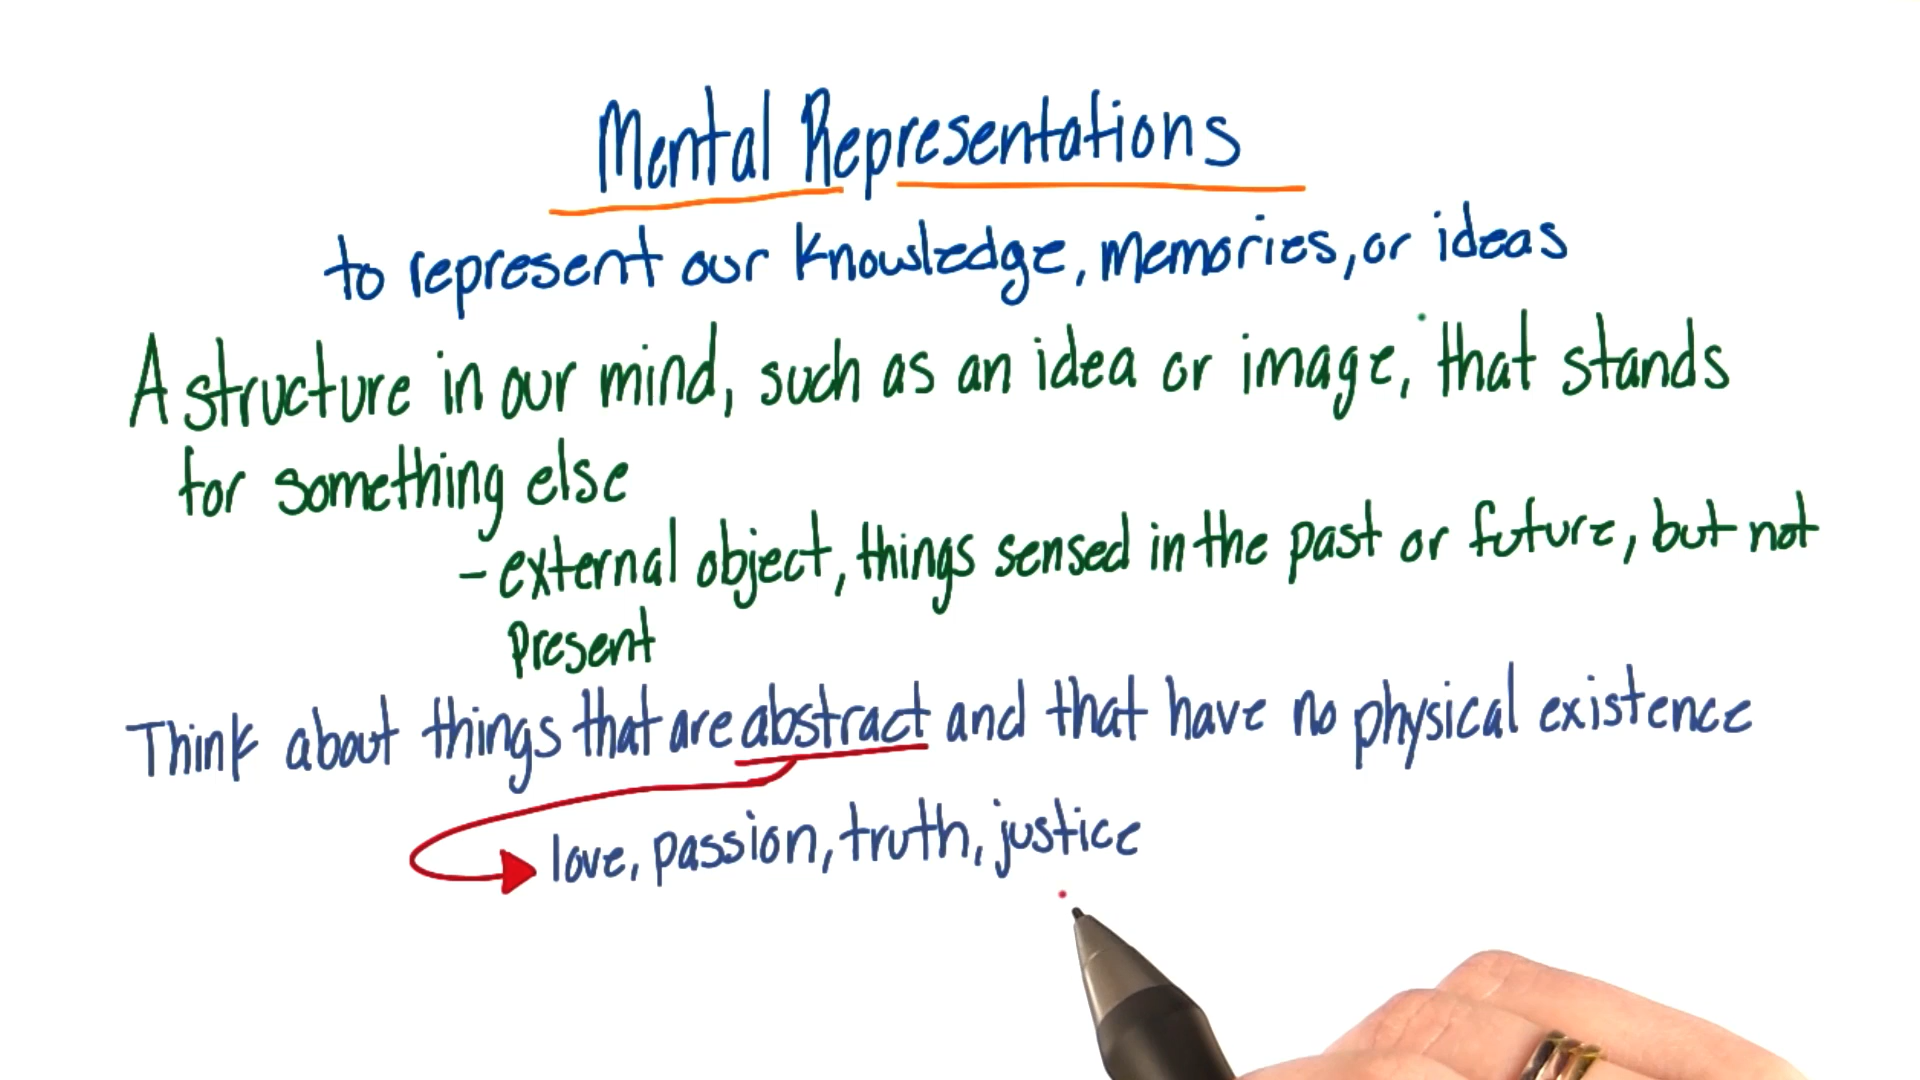 Mental Representations
to represent our knowledge, memories, or ideas
A structure in our mind, such as an idea or image, that stands
for something else
- external object, things sensed in the past or future, but not
present
Think about things that are abstract and that have no physical existence
love, passion, truth, justice